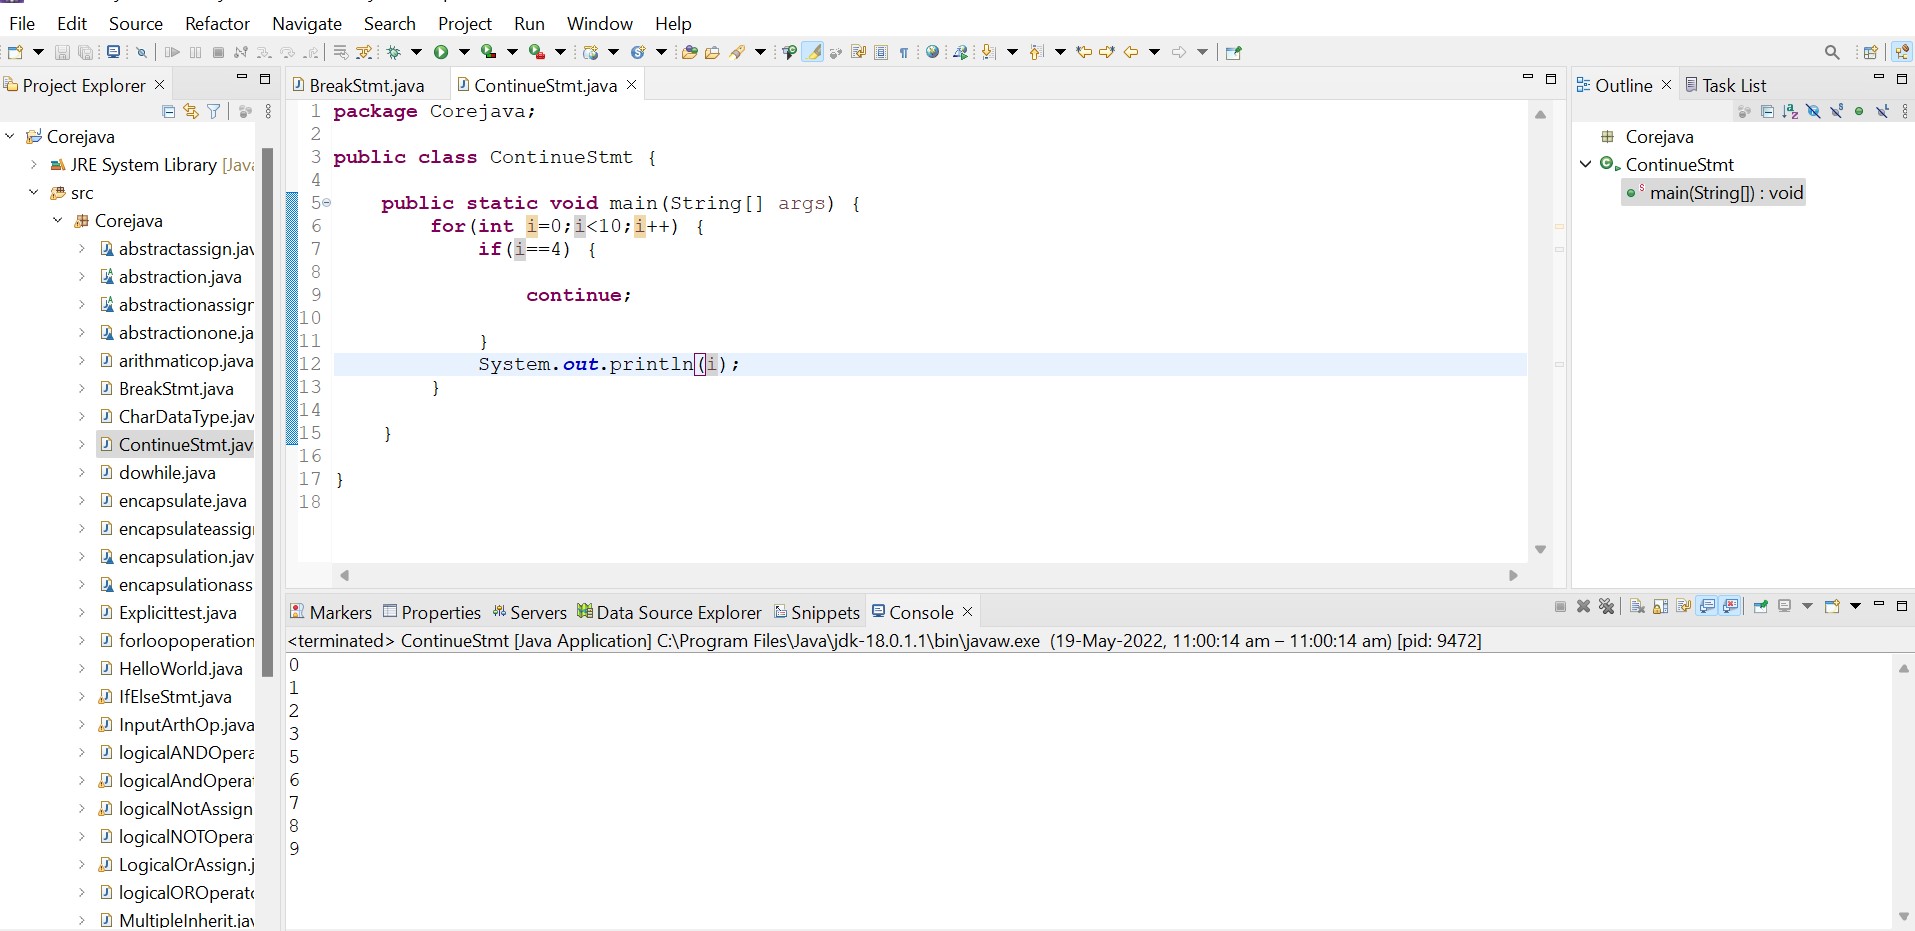 File Edit Source Refactor Navigate Search Project Run Window Help
Project Explorer
Corejava
JRE System Library [Java
src
Corejava
abstractassign.jav
abstraction.java
abstractionassigr
abstractionone.ja
arithmaticop.java
BreakStmt.java
CharDataType.jav
ContinueStmt.jav
dowhile.java
encapsulate.java
encapsulateassig
encapsulation.jav
encapsulationass
Explicittest.java
forloopoperation
HelloWorld.java
IfElseStmt.java
InputArthOp.java
logicalANDOpera
logicalAndOperat
logicalNotAssign
logicalNOTOpera
LogicalOrAssign.j
logicalOROperato
MultipleInherit.jav
BreakStmt.java ContinueStmt.java
1 package Corejava;
2
3 public class ContinueStmt {
4
5 public static void main(String[] args) {
6 for(int i=0;i<10;i++) {
7 if(i==4) {
8
9 continue;
10
11 }
12 System.out.println(i);
13 }
14
15 }
16
17 }
18
Outline Task List
Corejava
ContinueStmt
main(String[]) : void
Markers Properties Servers Data Source Explorer Snippets Console
<terminated> ContinueStmt [Java Application] C:\Program Files\Java\jdk-18.0.1.1\bin\javaw.exe (19-May-2022, 11:00:14 am – 11:00:14 am) [pid: 9472]
0
1
2
3
5
6
7
8
9